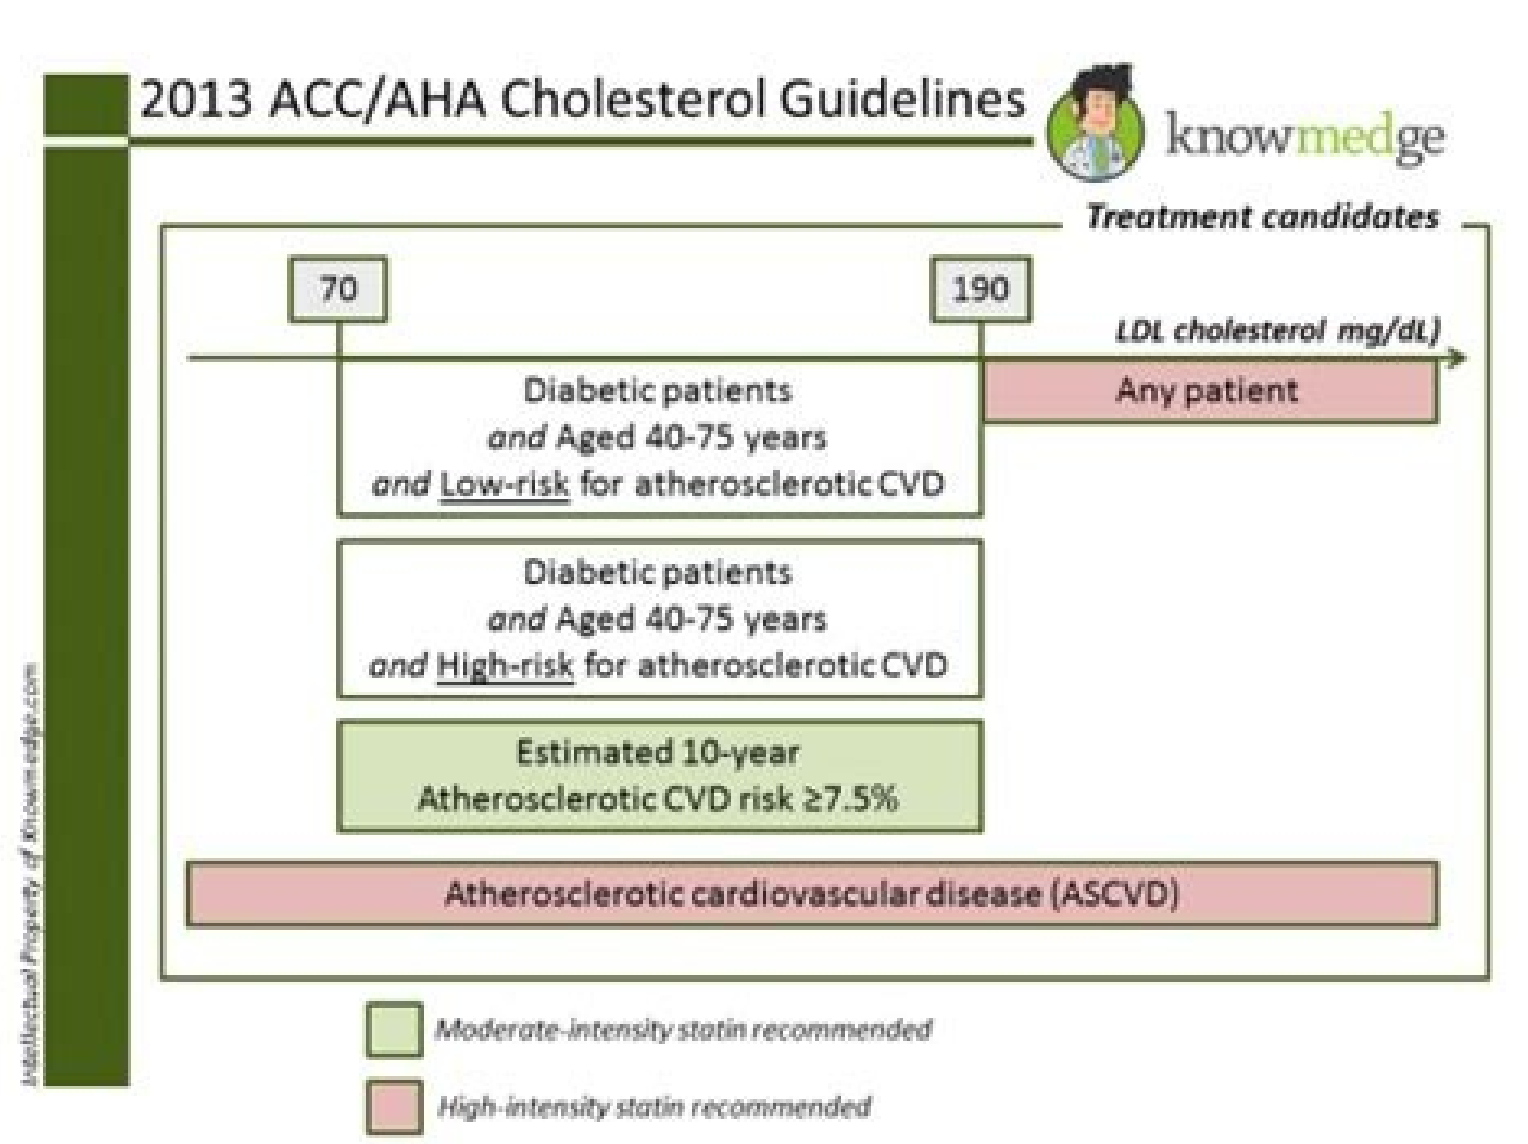 2013 ACC/AHA Cholesterol Guidelines
knowmedge
Treatment candidates
70
190
LDL cholesterol mg/dL)
Diabetic patients
and Aged 40-75 years
and Low-risk for atherosclerotic CVD
Any patient
Diabetic patients
and Aged 40-75 years
and High-risk for atherosclerotic CVD
Estimated 10-year
Atherosclerotic CVD risk ≥7.5%
Atherosclerotic cardiovascular disease (ASCVD)
Moderate-intensity statin recommended
High-intensity statin recommended
Intellectual Property of Knowmedge.com